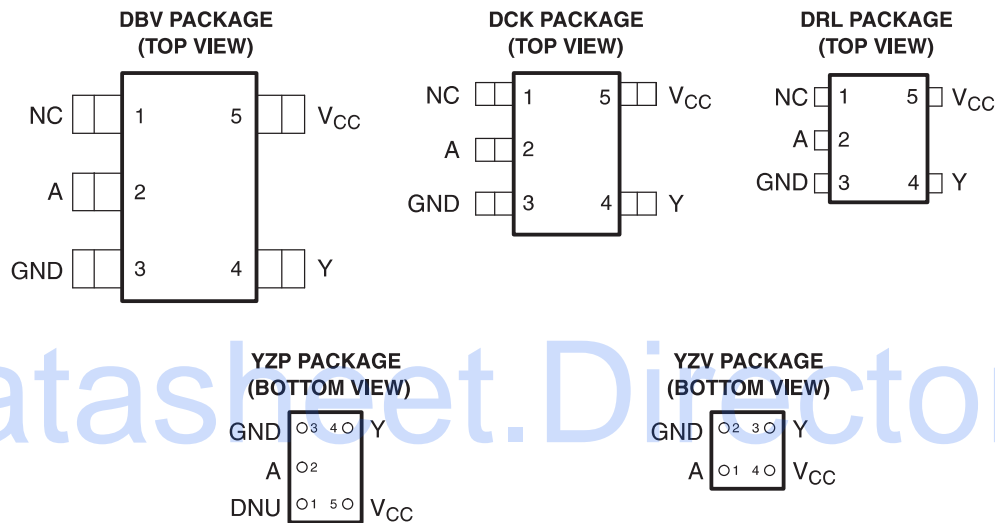 DBV PACKAGE
(TOP VIEW)
NC 1 5 VCC
A 2
GND 3 4 Y
DCK PACKAGE
(TOP VIEW)
NC 1 5 VCC
A 2
GND 3 4 Y
DRL PACKAGE
(TOP VIEW)
NC 1 5 VCC
A 2
GND 3 4 Y
YZP PACKAGE
(BOTTOM VIEW)
GND 3 4 Y
A 2
DNU 1 5 VCC
YZV PACKAGE
(BOTTOM VIEW)
GND 2 3 Y
A 1 4 VCC
atasheet.Director